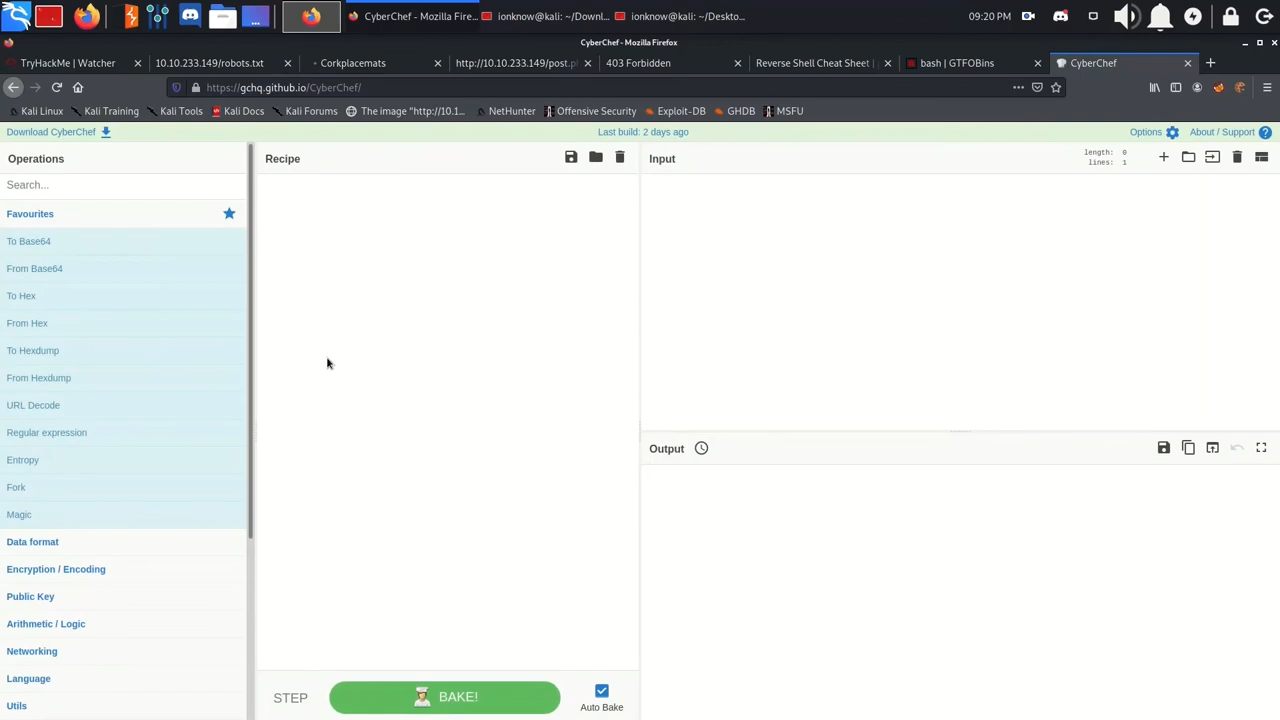 CyberChef - Mozilla Fire...
ionknow@kali: ~/Downl...
ionknow@kali: ~/Deskto...
09:20 PM
CyberChef - Mozilla Firefox
TryHackMe | Watcher
10.10.233.149/robots.txt
Corkplacemats
http://10.10.233.149/post.p
403 Forbidden
Reverse Shell Cheat Sheet |
bash | GTFOBins
CyberChef
https://gchq.github.io/CyberChef/
Kali Linux
Kali Training
Kali Tools
Kali Docs
Kali Forums
The image "http://10.1...
NetHunter
Offensive Security
Exploit-DB
GHDB
MSFU
Download CyberChef
Last build: 2 days ago
Options
About / Support
Operations
Recipe
Input
length: 0
lines: 1
Search...
Favourites
To Base64
From Base64
To Hex
From Hex
To Hexdump
From Hexdump
URL Decode
Regular expression
Output
Entropy
Fork
Magic
Data format
Encryption / Encoding
Public Key
Arithmetic / Logic
Networking
Language
Utils
STEP
BAKE!
Auto Bake